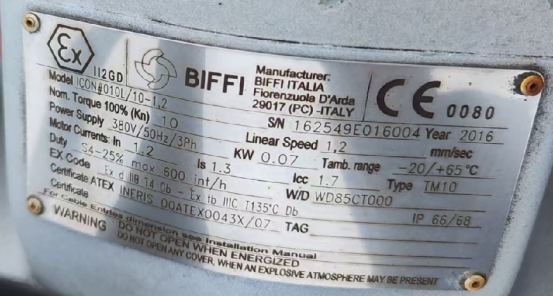 Ex II2GD
BIFFI
Manufacturer:
BIFFI ITALIA
Fiorenzuola D'Arda
29017 (PC) -ITALY
CE 0080
Model ICON#010L/10-1,2
S/N 162549E016004 Year 2016
Nom. Torque 100% (Kn) 10
Linear Speed 1,2 mm/sec
Power Supply 380V/50Hz/3Ph
KW 0.07 Tamb. range -20/+65°C
Motor Currents: In 1.2 Is 1.3 Icc 1.7 Type TM10
Duty S4-25% max 600 int/h W/D WD85CT000
EX Code Ex d IIB T4 Db - Ex tb IIIC T135°C Db IP 66/68
Certificate ATEX INERIS 00ATEX0043X/07 TAG
Certificate
For Cable Entries dimension see Installation Manual
WARNING DO NOT OPEN WHEN ENERGIZED
DO NOT OPEN ANY COVER, WHEN AN EXPLOSIVE ATMOSPHERE MAY BE PRESENT